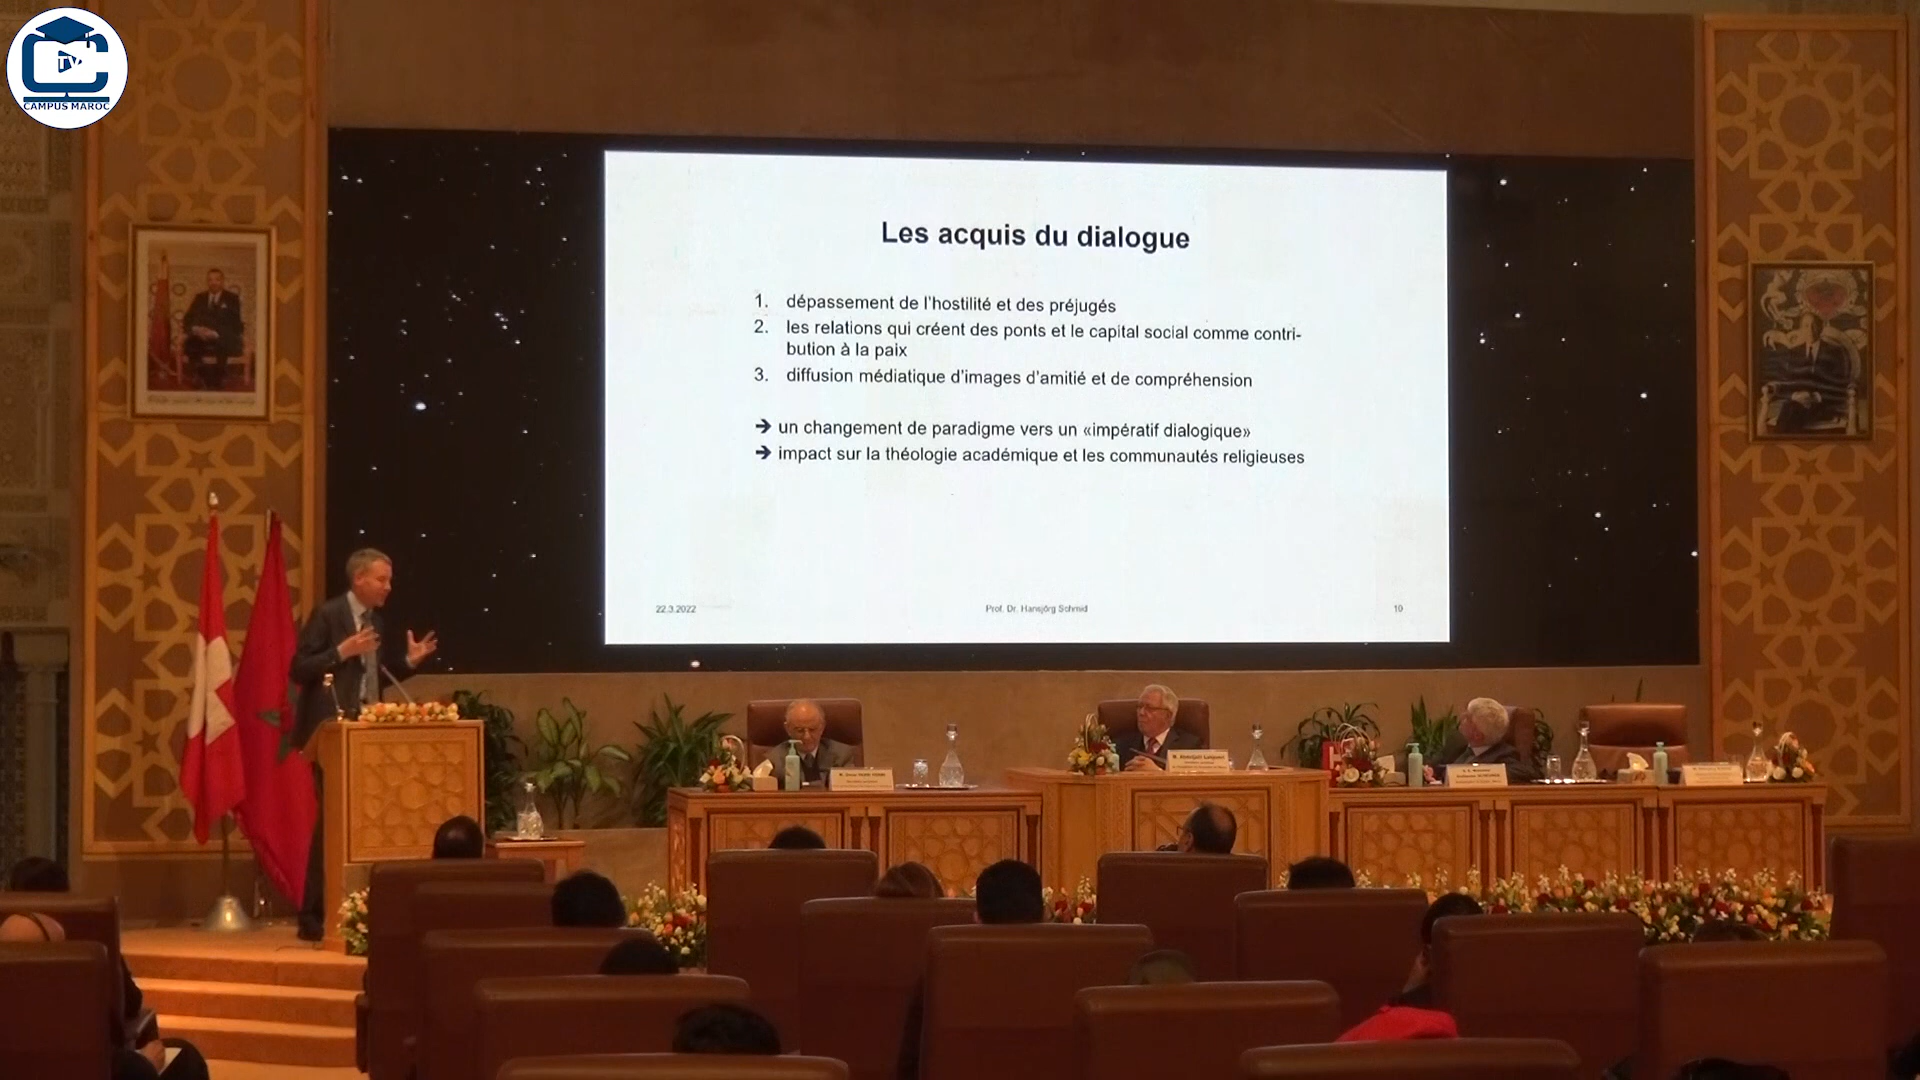 TV
CAMPUS MAROC
Les acquis du dialogue
1. dépassement de l'hostilité et des préjugés
2. les relations qui créent des ponts et le capital social comme contri-
bution à la paix
3. diffusion médiatique d'images d'amitié et de compréhension
➔ un changement de paradigme vers un «impératif dialogique»
➔ impact sur la théologie académique et les communautés religieuses
22.3.2022
Prof. Dr. Hansjörg Schmid
10